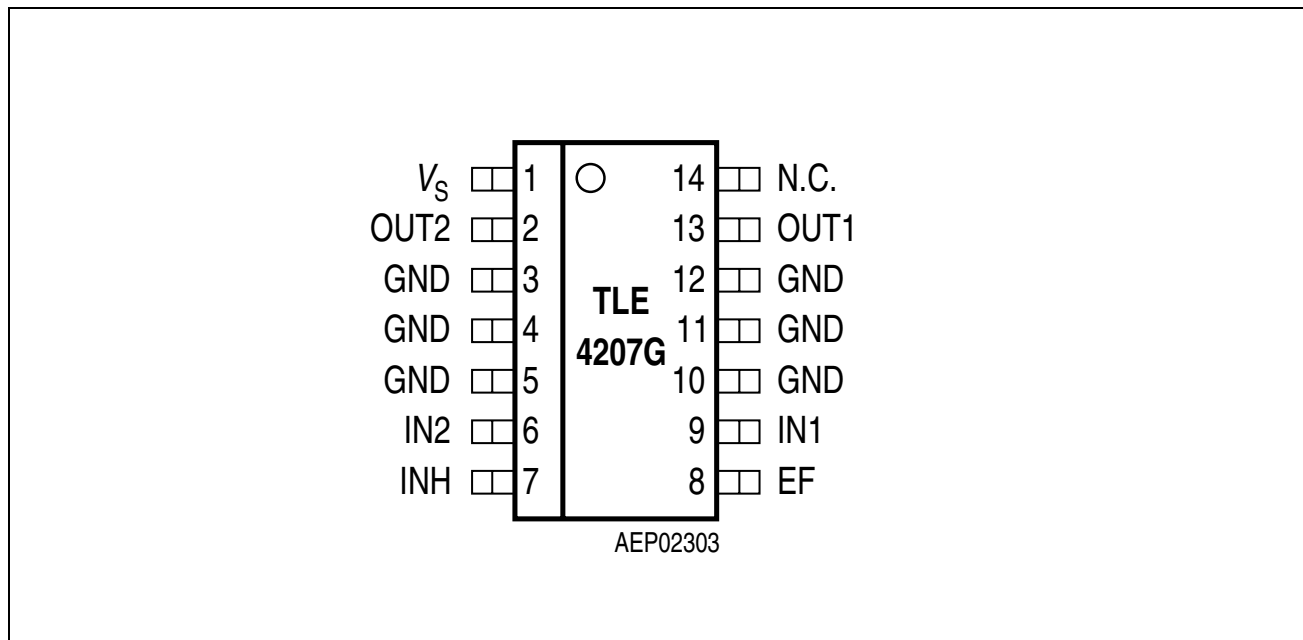 VS 1 14 N.C.
OUT2 2 13 OUT1
GND 3 12 GND
TLE
GND 4 11 GND
4207G
GND 5 10 GND
IN2 6 9 IN1
INH 7 8 EF
AEP02303